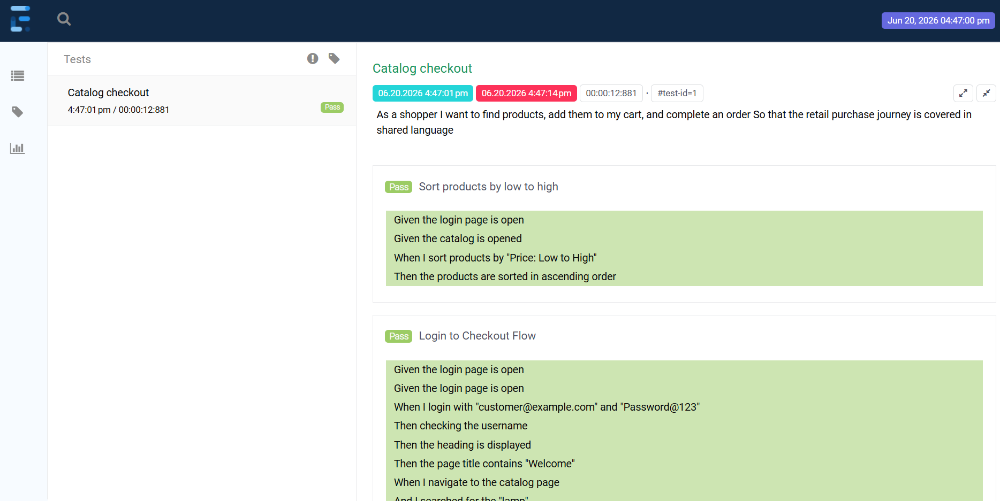 Jun 20, 2026 04:47:00 pm
Tests
Catalog checkout
4:47:01 pm / 00:00:12:881
Pass
Catalog checkout
06.20.2026 4:47:01 pm 06.20.2026 4:47:14 pm 00:00:12:881 · #test-id=1
As a shopper I want to find products, add them to my cart, and complete an order So that the retail purchase journey is covered in
shared language
Pass Sort products by low to high
Given the login page is open
Given the catalog is opened
When I sort products by "Price: Low to High"
Then the products are sorted in ascending order
Pass Login to Checkout Flow
Given the login page is open
Given the login page is open
When I login with "customer@example.com" and "Password@123"
Then checking the username
Then the heading is displayed
Then the page title contains "Welcome"
When I navigate to the catalog page
And I searched for the "lamp"